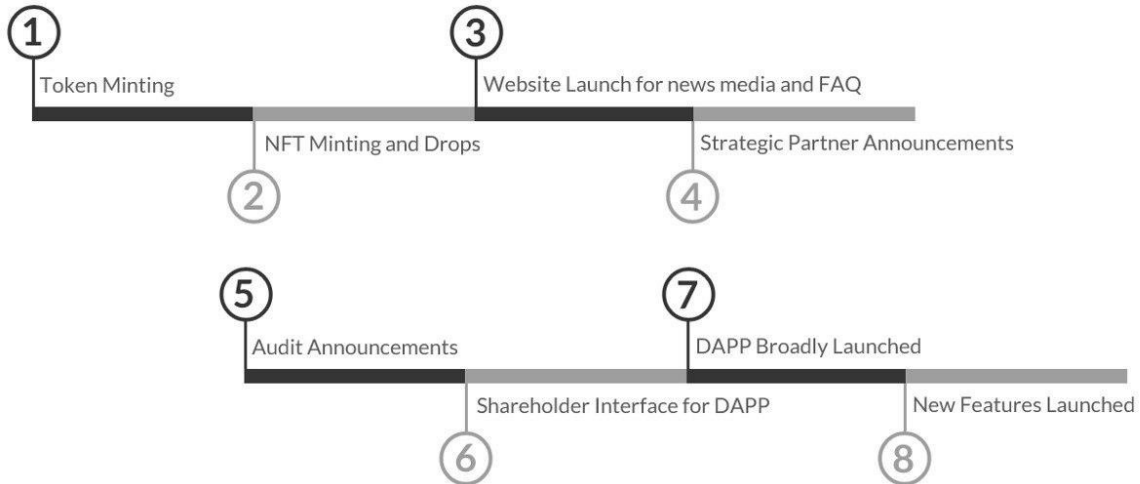 1
Token Minting
2
NFT Minting and Drops
3
Website Launch for news media and FAQ
4
Strategic Partner Announcements
5
Audit Announcements
6
Shareholder Interface for DAPP
7
DAPP Broadly Launched
8
New Features Launched